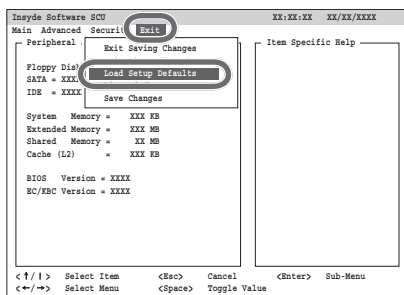 Insyde Software SCU XX:XX:XX XX/XX/XXXX
Main Advanced Securi Exit
Peripheral
Item Specific Help
Exit Saving Changes
Floppy Dis
Load Setup Defaults
SATA = XXX
IDE = XXXX
Save Changes
System Memory = XXX KB
Extended Memory = XXX MB
Shared Memory = XX MB
Cache (L2) = XXX KB
BIOS Version = XXXX
EC/KBC Version = XXXX
<↑/↓> Select Item <Esc> Cancel <Enter> Sub-Menu
<←/→> Select Menu <Space> Toggle Value